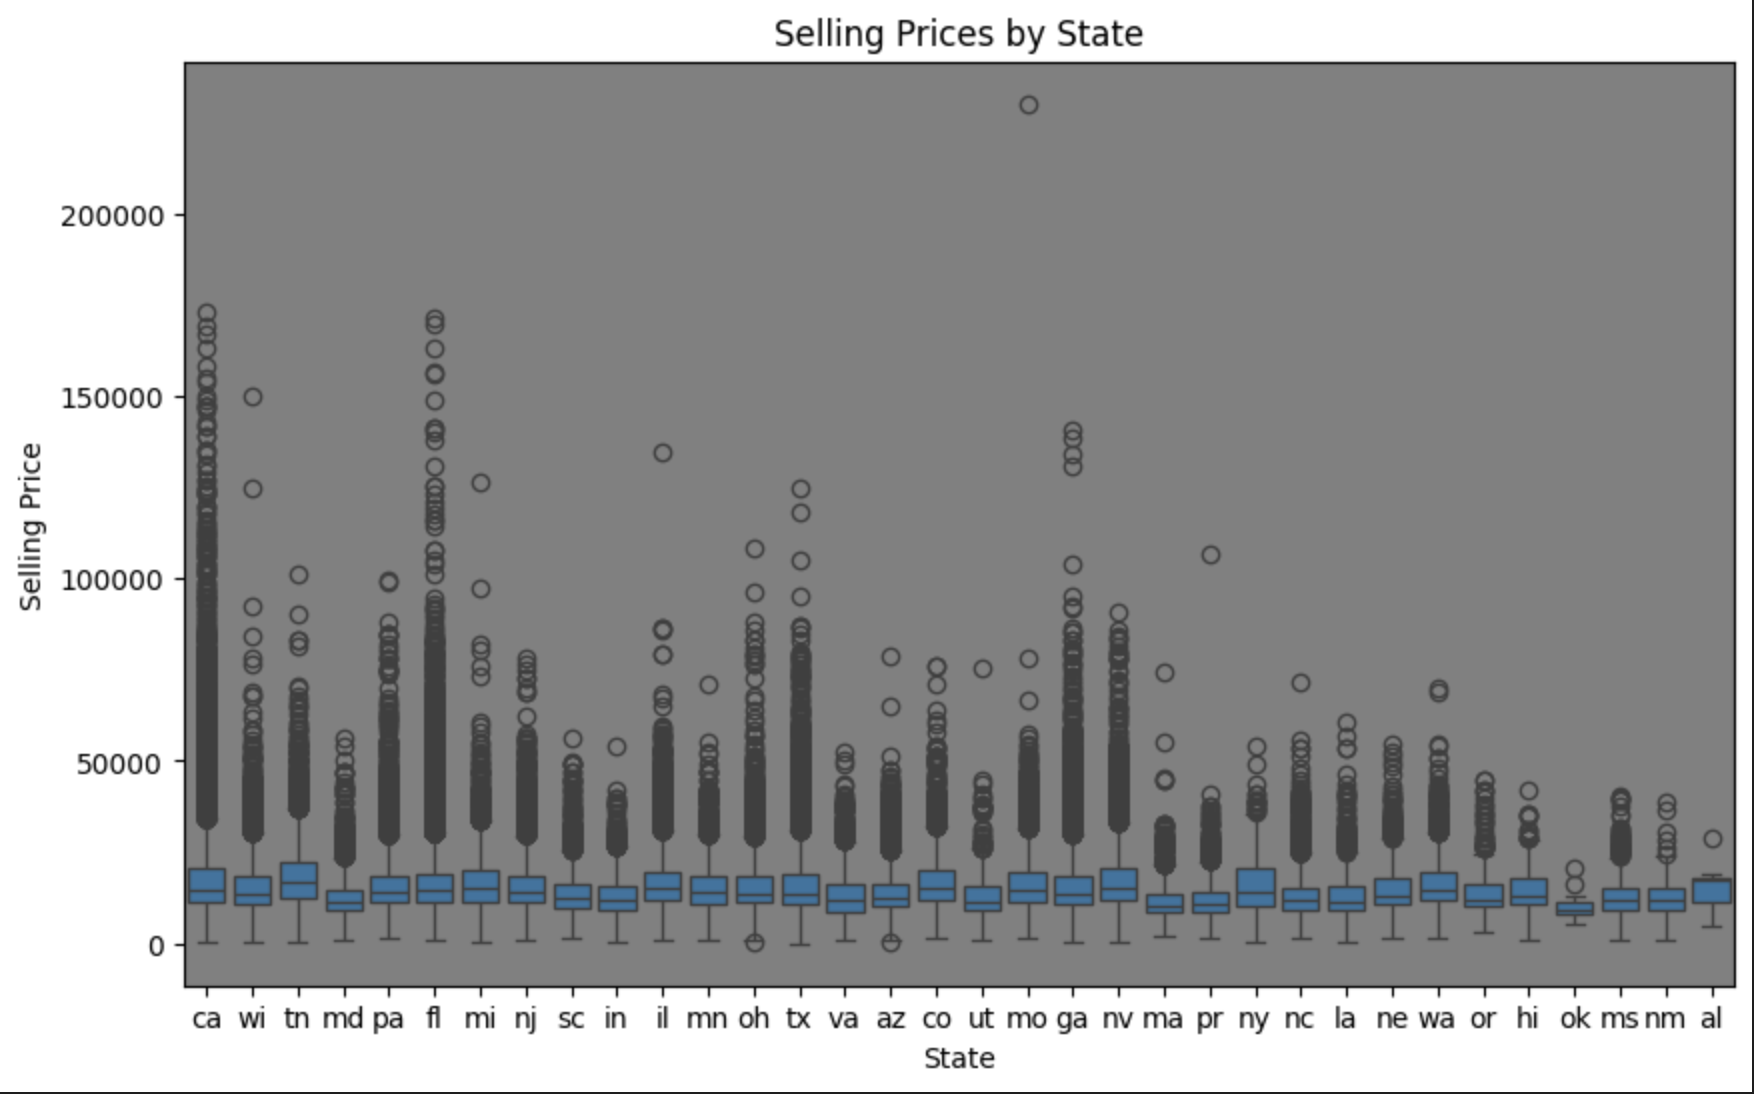 Selling Prices by State
Selling Price
200000
150000
100000
50000
0
ca wi tn md pa fl mi nj sc in il mn oh tx va az co ut mo ga nv ma pr ny nc la ne wa or hi ok ms nm al
State